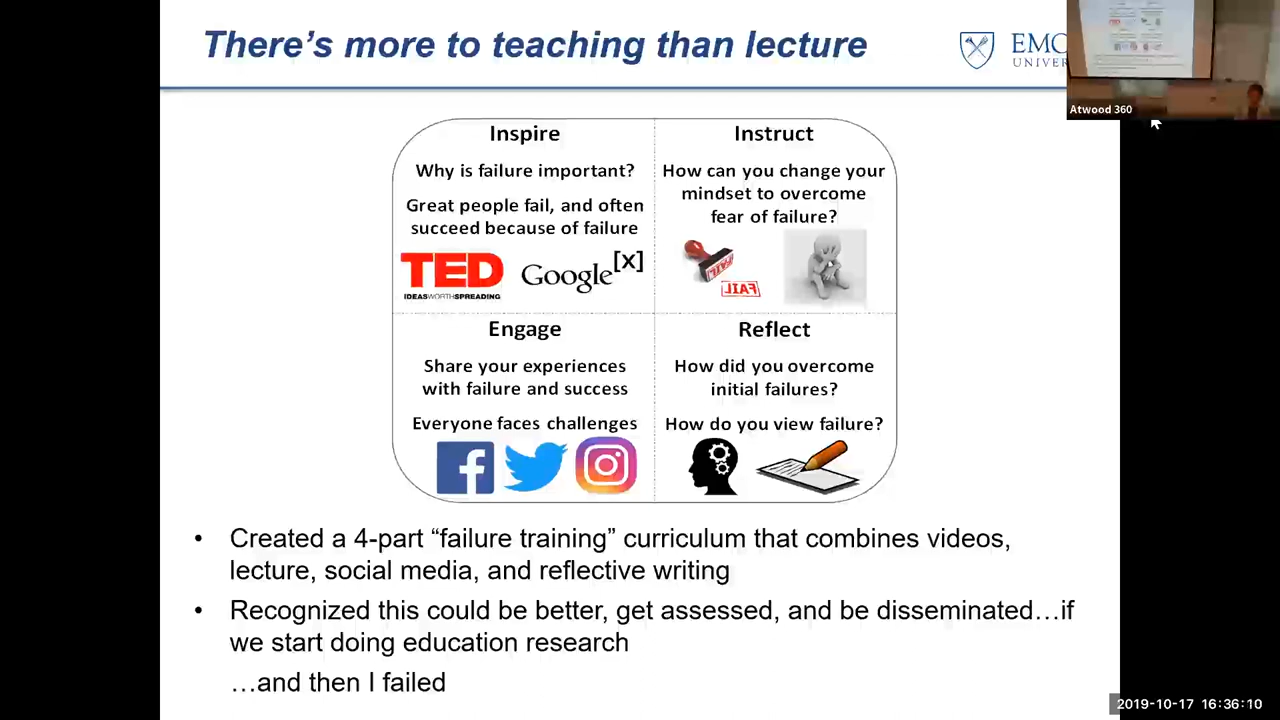 There's more to teaching than lecture
EMO
UNIVER
Atwood 360
Inspire
Why is failure important?
Great people fail, and often
succeed because of failure
TED
IDEAS WORTH SPREADING
Google[x]
Instruct
How can you change your
mindset to overcome
fear of failure?
FAIL
FAIL
Engage
Share your experiences
with failure and success
Everyone faces challenges
Reflect
How did you overcome
initial failures?
How do you view failure?
• Created a 4-part “failure training” curriculum that combines videos,
lecture, social media, and reflective writing
• Recognized this could be better, get assessed, and be disseminated…if
we start doing education research
…and then I failed
2019-10-17 16:36:10